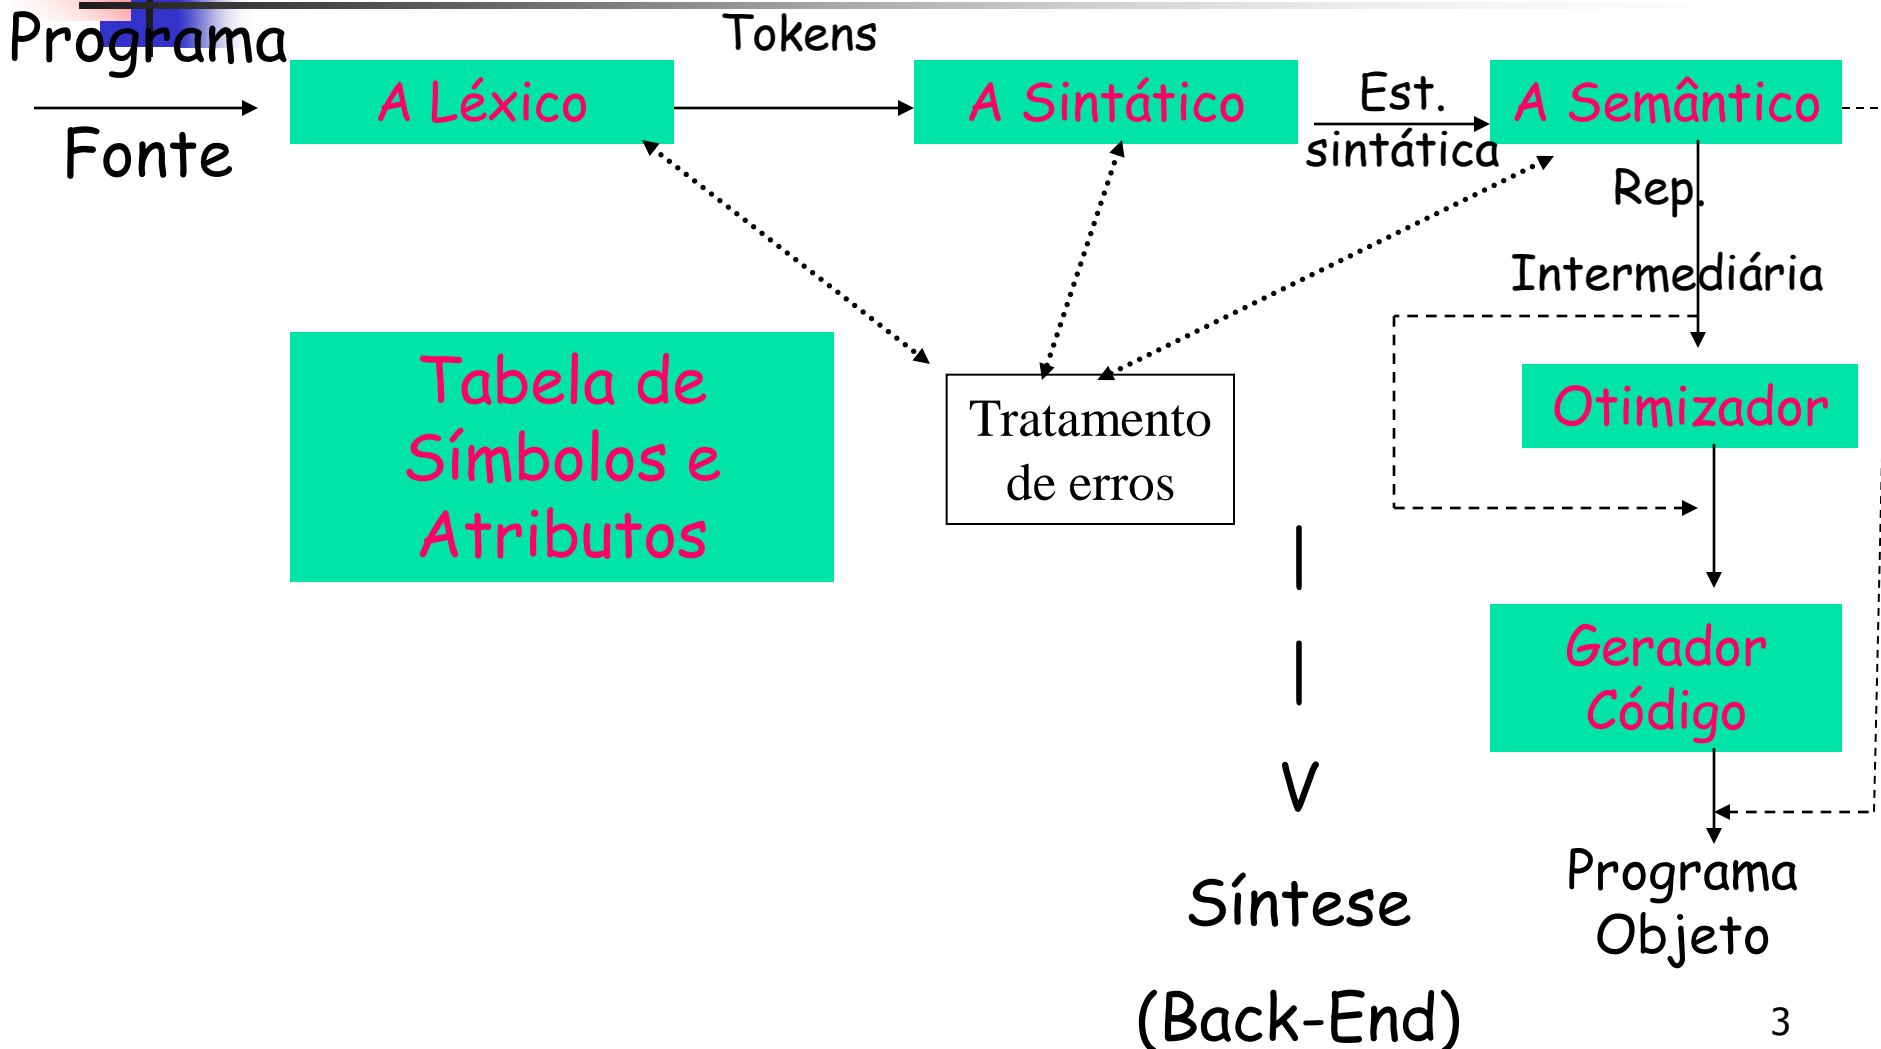 Programa
Fonte
A Léxico
Tokens
A Sintático
Est.
sintática
A Semântico
Rep.
Intermediária
Tabela de
Símbolos e
Atributos
Tratamento
de erros
Otimizador
Gerador
Código
Programa
Objeto
V
Síntese
(Back-End)
3